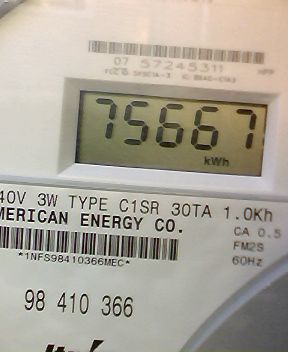 07 57245311
75667
kWh
40V 3W TYPE C1SR 30TA 1.0Kh
MERICAN ENERGY CO.
CA 0.5
FM2S
*1NFS98410366MEC*
60Hz
98 410 366